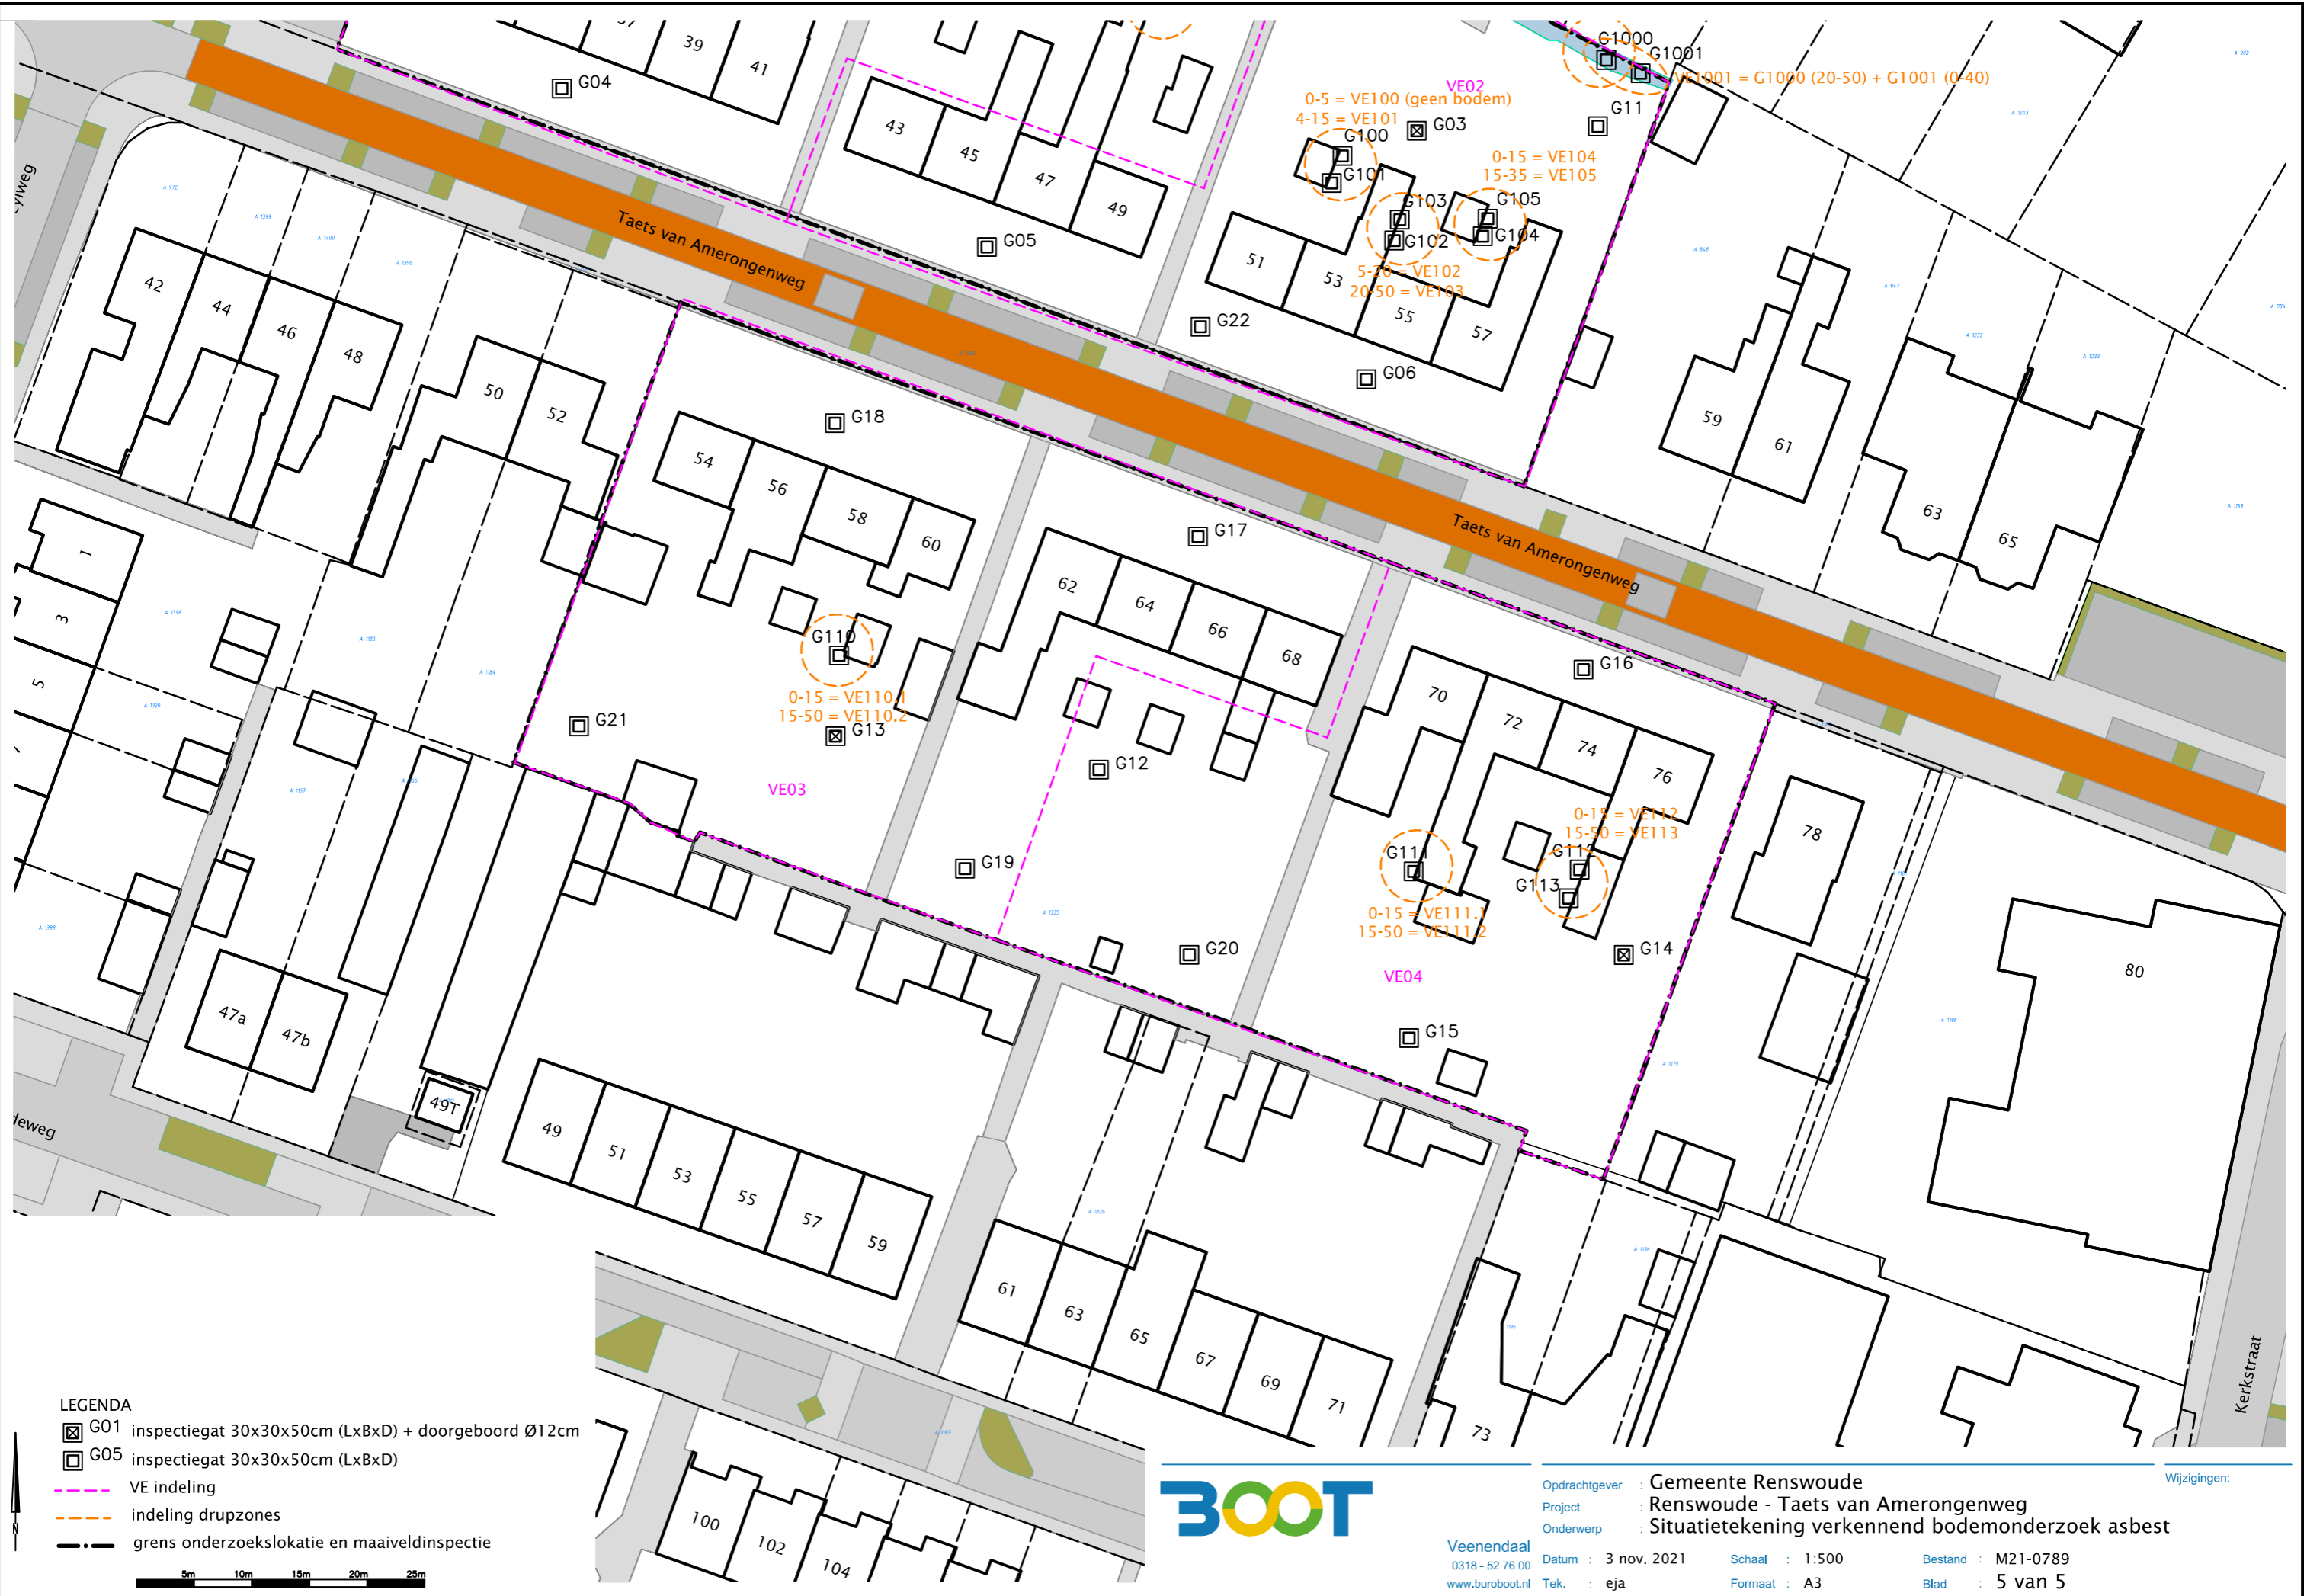 G1000
G1001
VE1001 = G1000 (20-50) + G1001 (0-40)
VE02
0-5 = VE100 (geen bodem)
4-15 = VE101
G03
G11
G04
39
41
43
45
47
49
G100
G101
0-15 = VE104
15-35 = VE105
G103
G105
G102
G104
5-20 = VE102
20-50 = VE103
51
53
55
57
G05
G22
G06
Taets van Amerongenweg
42
44
46
48
50
52
59
61
63
65
G18
54
56
58
60
G17
Taets van Amerongenweg
62
64
66
68
G16
1
3
5
G110
0-15 = VE110.1
15-50 = VE110.2
G13
G21
VE03
G12
70
72
74
76
78
80
0-15 = VE112
15-50 = VE113
G111
G112
G113
0-15 = VE111.1
15-50 = VE111.2
G19
G20
G14
VE04
G15
47a
47b
49T
49
51
53
55
57
59
61
63
65
67
69
71
73
100
102
104
Kerkstraat
LEGENDA
G01 inspectiegat 30x30x50cm (LxBxD) + doorgeboord Ø12cm
G05 inspectiegat 30x30x50cm (LxBxD)
VE indeling
indeling drupzones
grens onderzoekslokatie en maaiveldinspectie
N
5m 10m 15m 20m 25m
BOOT
Veenendaal
0318 - 52 76 00
www.buroboot.nl
Opdrachtgever : Gemeente Renswoude
Project : Renswoude - Taets van Amerongenweg
Onderwerp : Situatietekening verkennend bodemonderzoek asbest
Datum : 3 nov. 2021 Schaal : 1:500 Bestand : M21-0789
Tek. : eja Formaat : A3 Blad : 5 van 5
Wijzigingen: